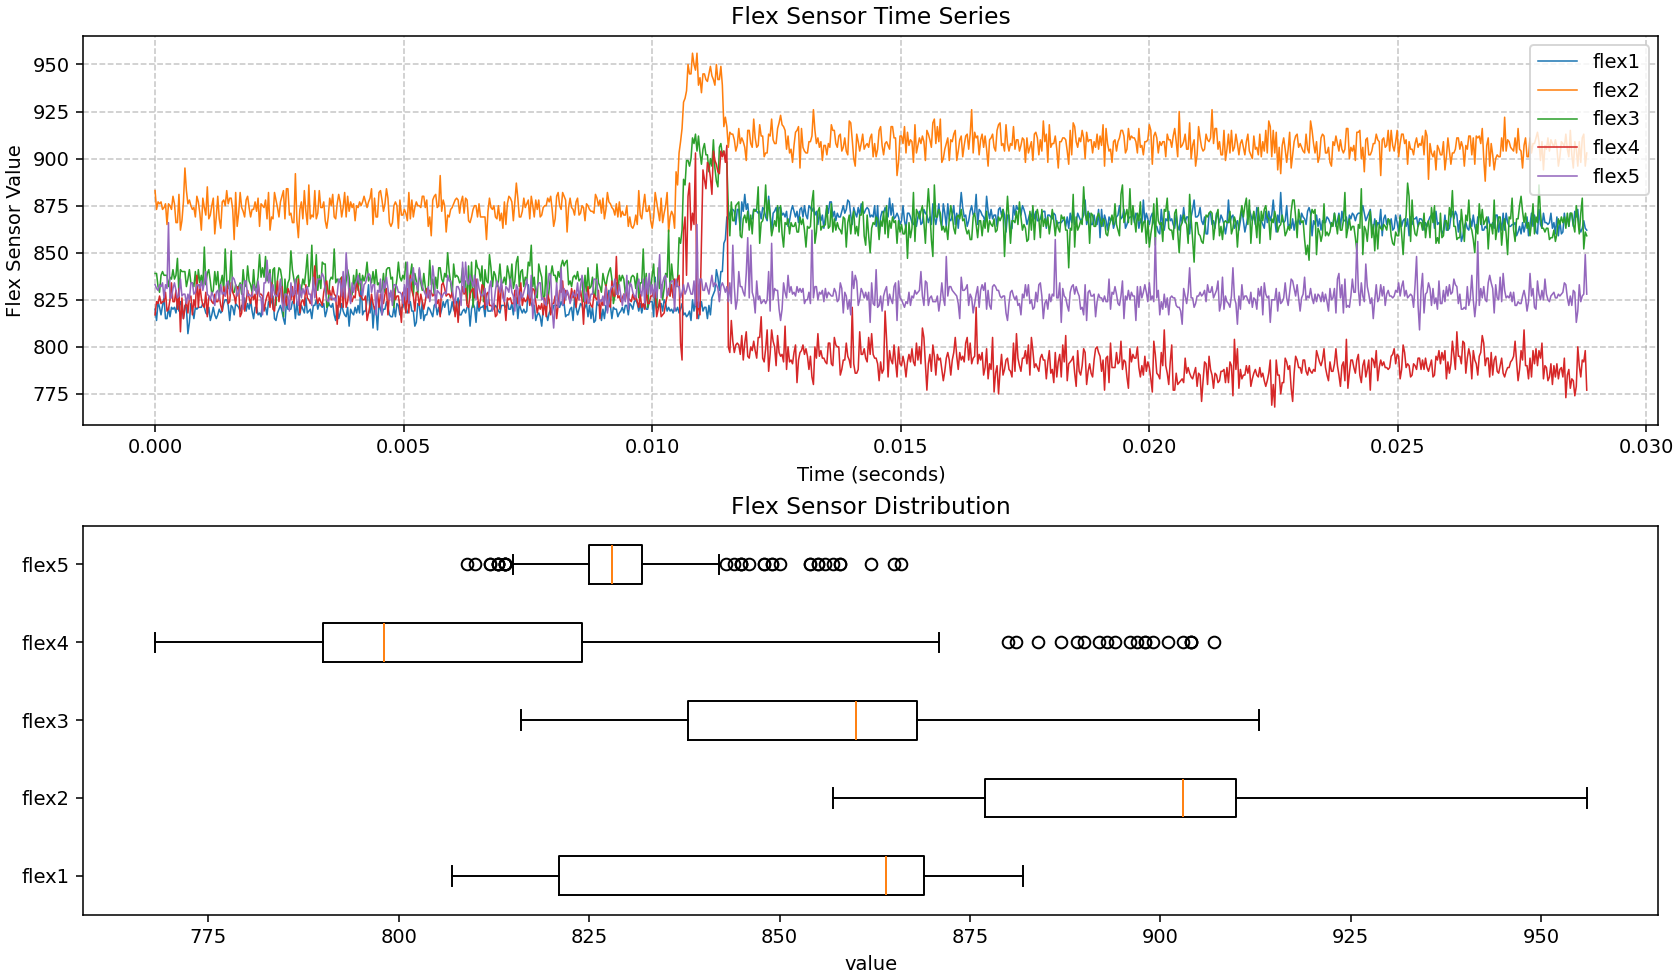 Flex Sensor Time Series
Flex Sensor Value
950
925
900
875
850
825
800
775
flex1
flex2
flex3
flex4
flex5
0.000 0.005 0.010 0.015 0.020 0.025 0.030
Time (seconds)
Flex Sensor Distribution
flex5
flex4
flex3
flex2
flex1
775 800 825 850 875 900 925 950
value